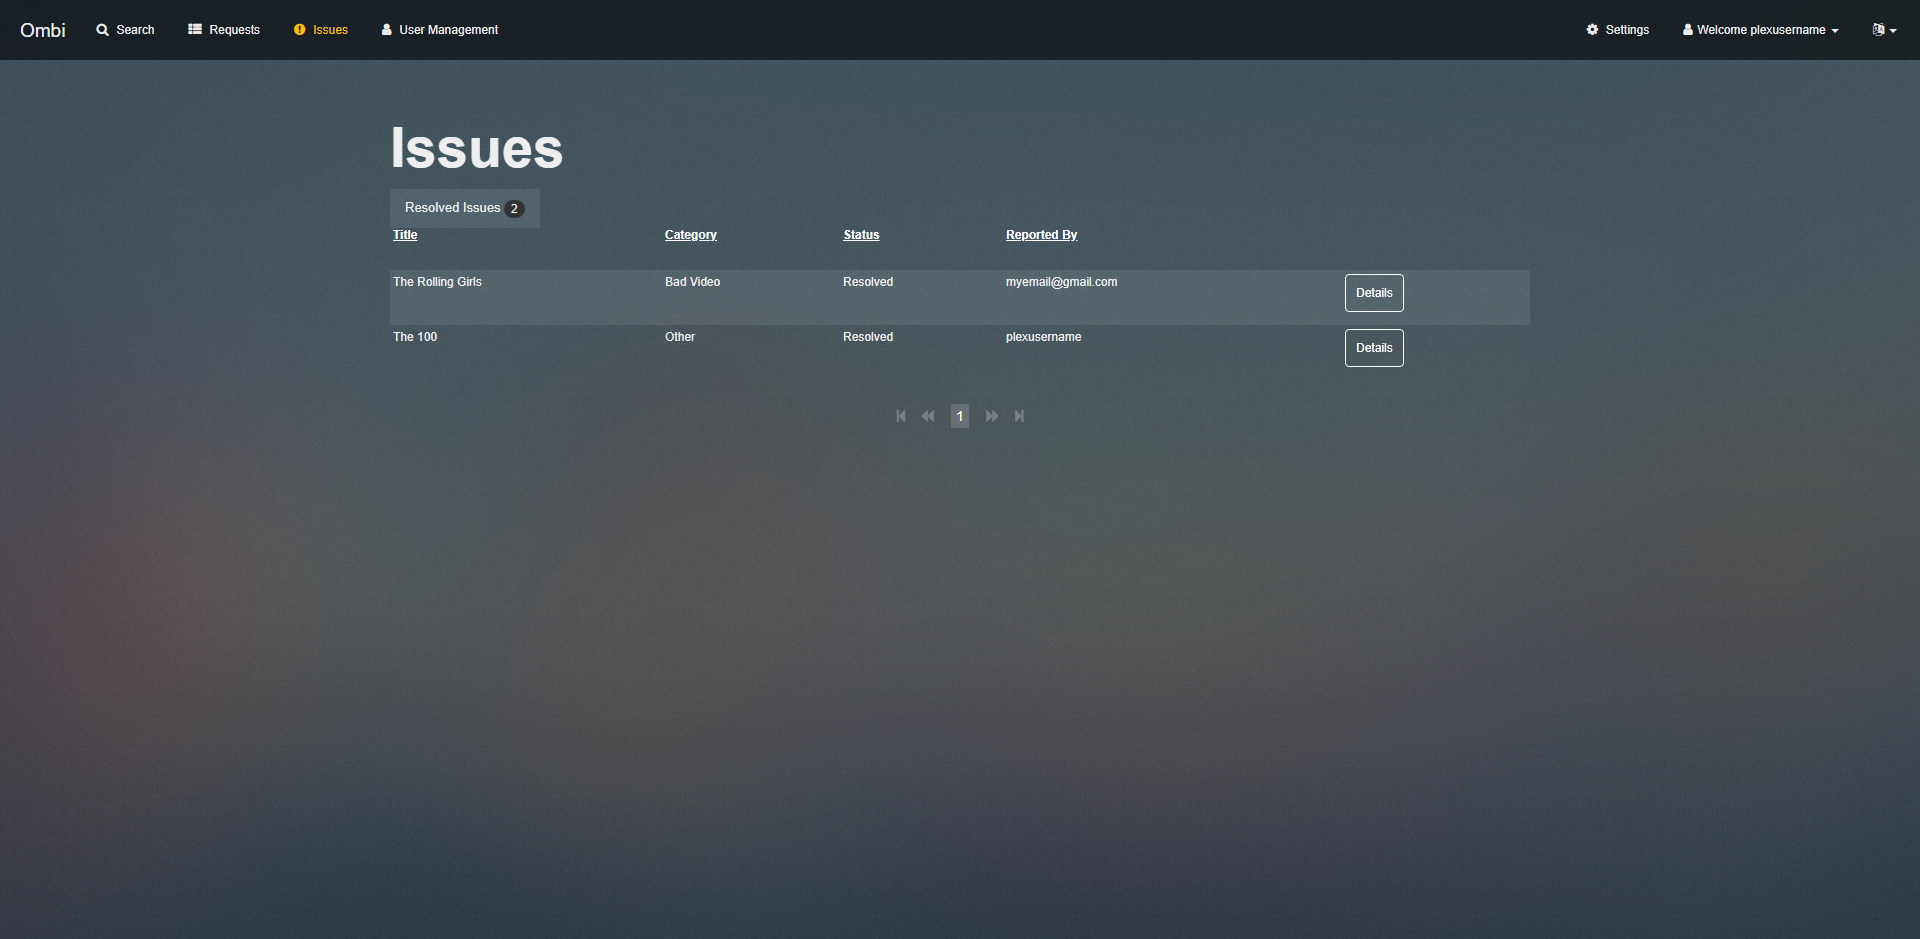 Ombi Search Requests Issues User Management Settings Welcome plexusername
Issues
Resolved Issues 2
Title Category Status Reported By
The Rolling Girls Bad Video Resolved myemail@gmail.com Details
The 100 Other Resolved plexusername Details
1